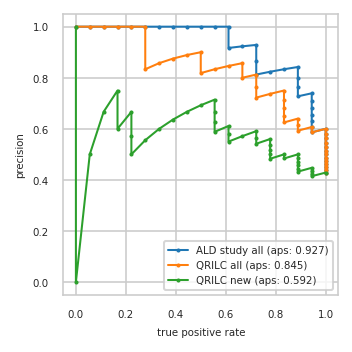 1.0
0.8
0.6
0.4
0.2
0.0
precision
0.0 0.2 0.4 0.6 0.8 1.0
true positive rate
ALD study all (aps: 0.927)
QRILC all (aps: 0.845)
QRILC new (aps: 0.592)